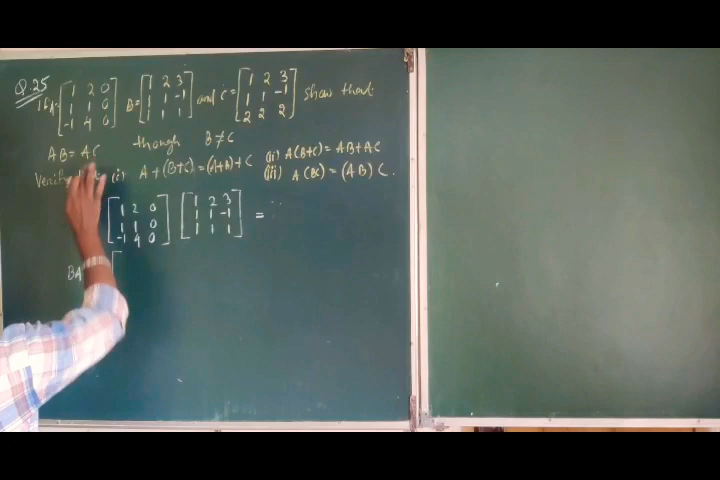 Q.25
If A = [1 2 0] B = [1 2 3] and C = [1 2 3] show that
[1 1 0] [1 1 -1] [1 1 -1]
[-1 4 0] [1 1 1] [2 2 2]
AB = AC though B ≠ C
Verify (i) A + (B+C) = (A+B) + C (ii) A(B+C) = AB + AC
(iii) A(BC) = (AB) C.
[1 2 0] [1 2 3] =
[1 1 0] [1 1 -1]
[-1 4 0] [1 1 1]
BA